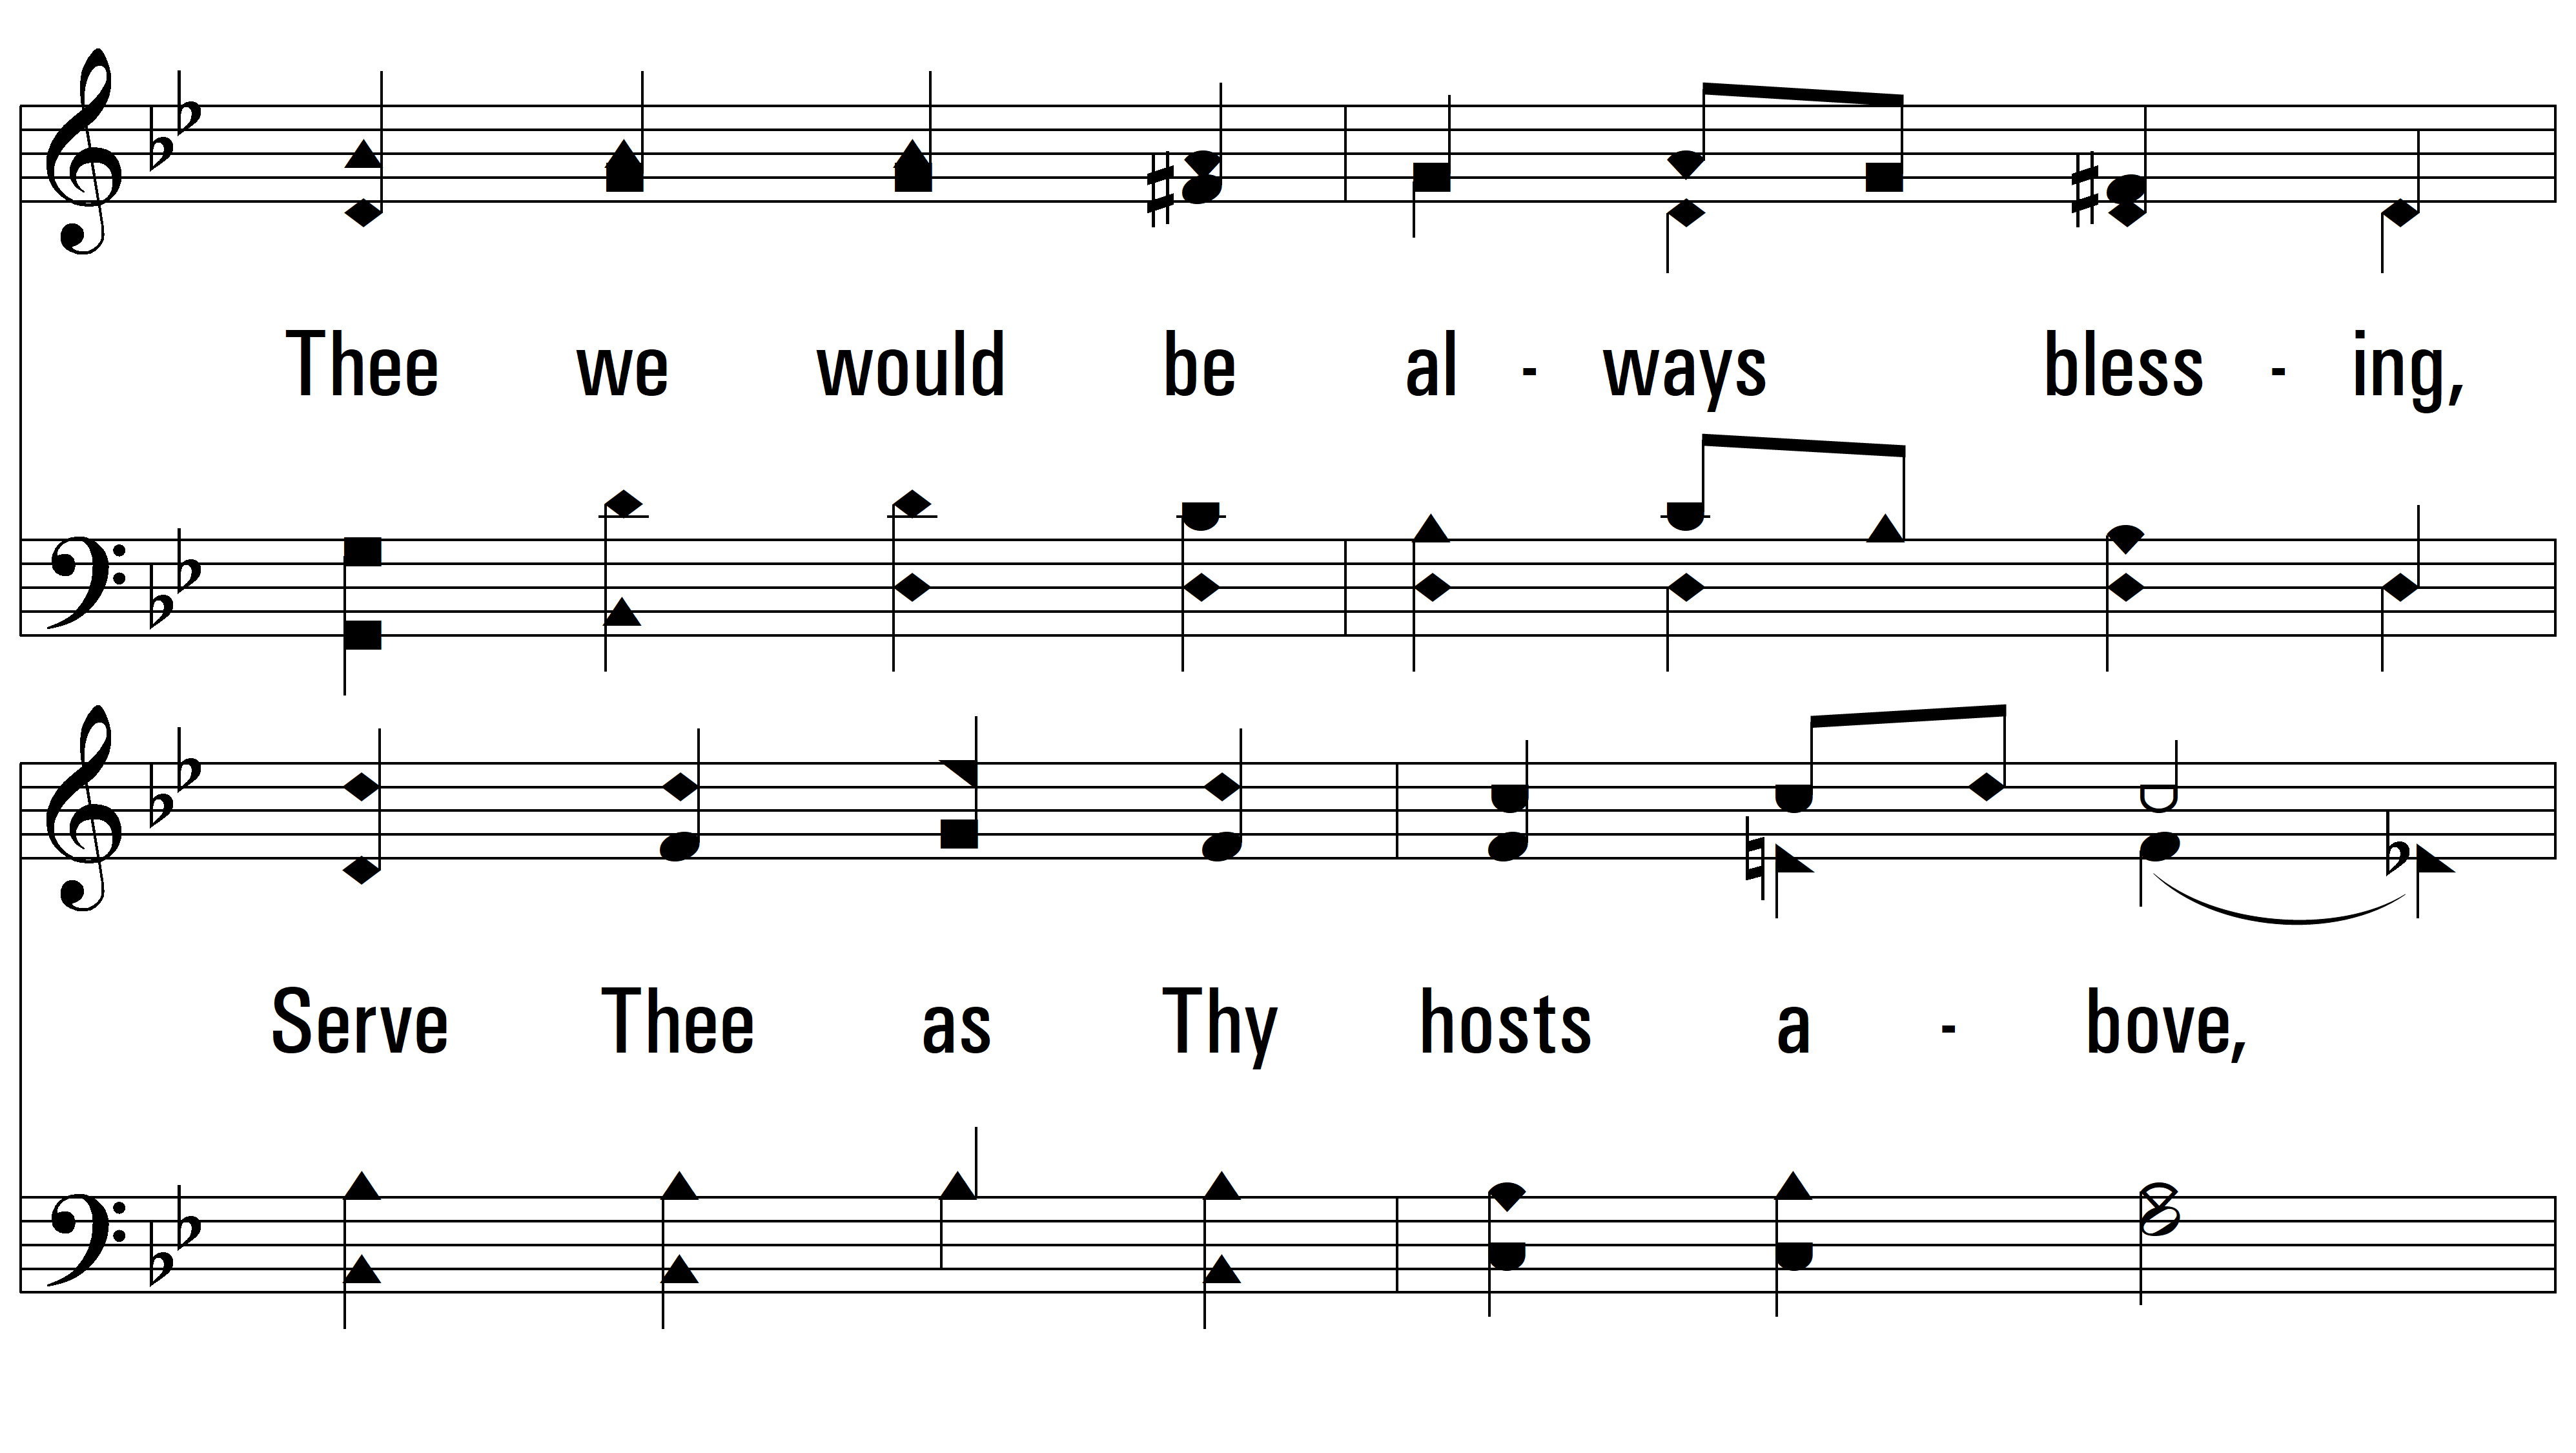 Thee we would be al - ways bless - ing,
Serve Thee as Thy hosts a - bove,